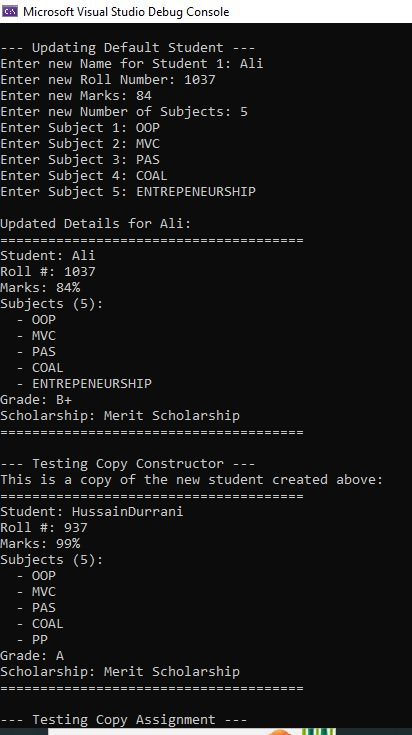 Microsoft Visual Studio Debug Console
--- Updating Default Student ---
Enter new Name for Student 1: Ali
Enter new Roll Number: 1037
Enter new Marks: 84
Enter new Number of Subjects: 5
Enter Subject 1: OOP
Enter Subject 2: MVC
Enter Subject 3: PAS
Enter Subject 4: COAL
Enter Subject 5: ENTREPENEURSHIP
Updated Details for Ali:
======================================
Student: Ali
Roll #: 1037
Marks: 84%
Subjects (5):
- OOP
- MVC
- PAS
- COAL
- ENTREPENEURSHIP
Grade: B+
Scholarship: Merit Scholarship
======================================
--- Testing Copy Constructor ---
This is a copy of the new student created above:
======================================
Student: HussainDurrani
Roll #: 937
Marks: 99%
Subjects (5):
- OOP
- MVC
- PAS
- COAL
- PP
Grade: A
Scholarship: Merit Scholarship
======================================
--- Testing Copy Assignment ---